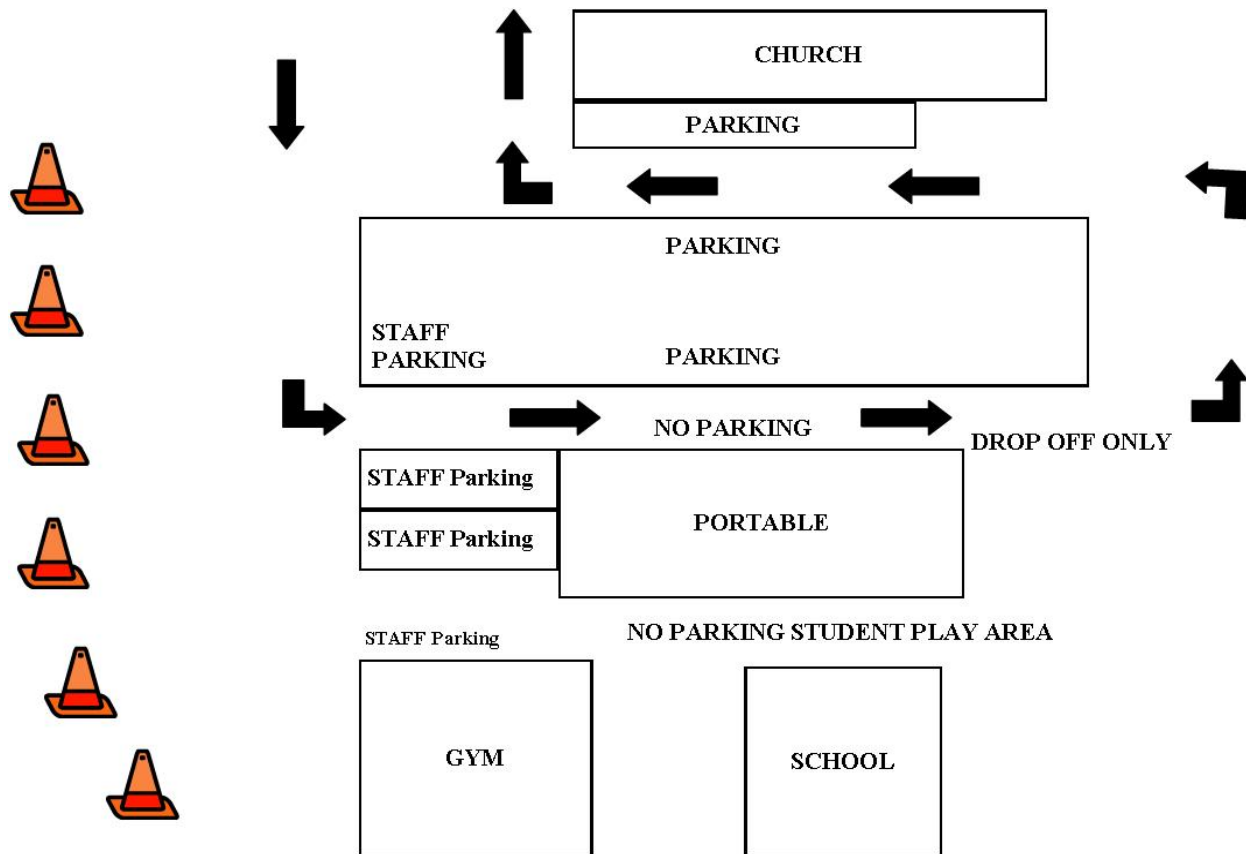 CHURCH
PARKING
PARKING
STAFF
PARKING
PARKING
NO PARKING
DROP OFF ONLY
STAFF Parking
STAFF Parking
PORTABLE
STAFF Parking
NO PARKING STUDENT PLAY AREA
GYM
SCHOOL